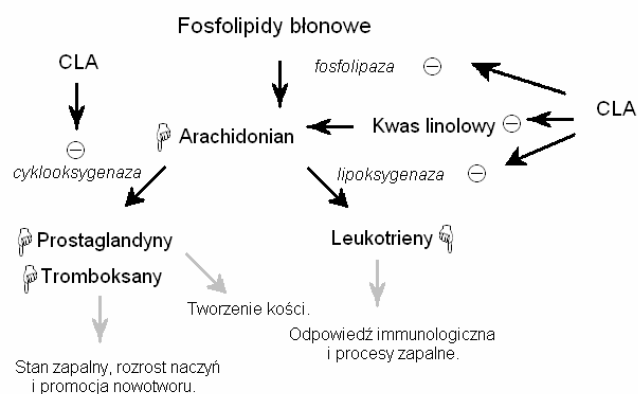 Fosfolipidy błonowe
CLA
fosfolipaza ⊖
CLA
Arachidonian
Kwas linolowy ⊖
⊖
cyklooksygenaza
lipoksygenaza ⊖
Prostaglandyny
Leukotrieny
Tromboksany
Tworzenie kości.
Odpowiedź immunologiczna
i procesy zapalne.
Stan zapalny, rozrost naczyń
i promocja nowotworu.